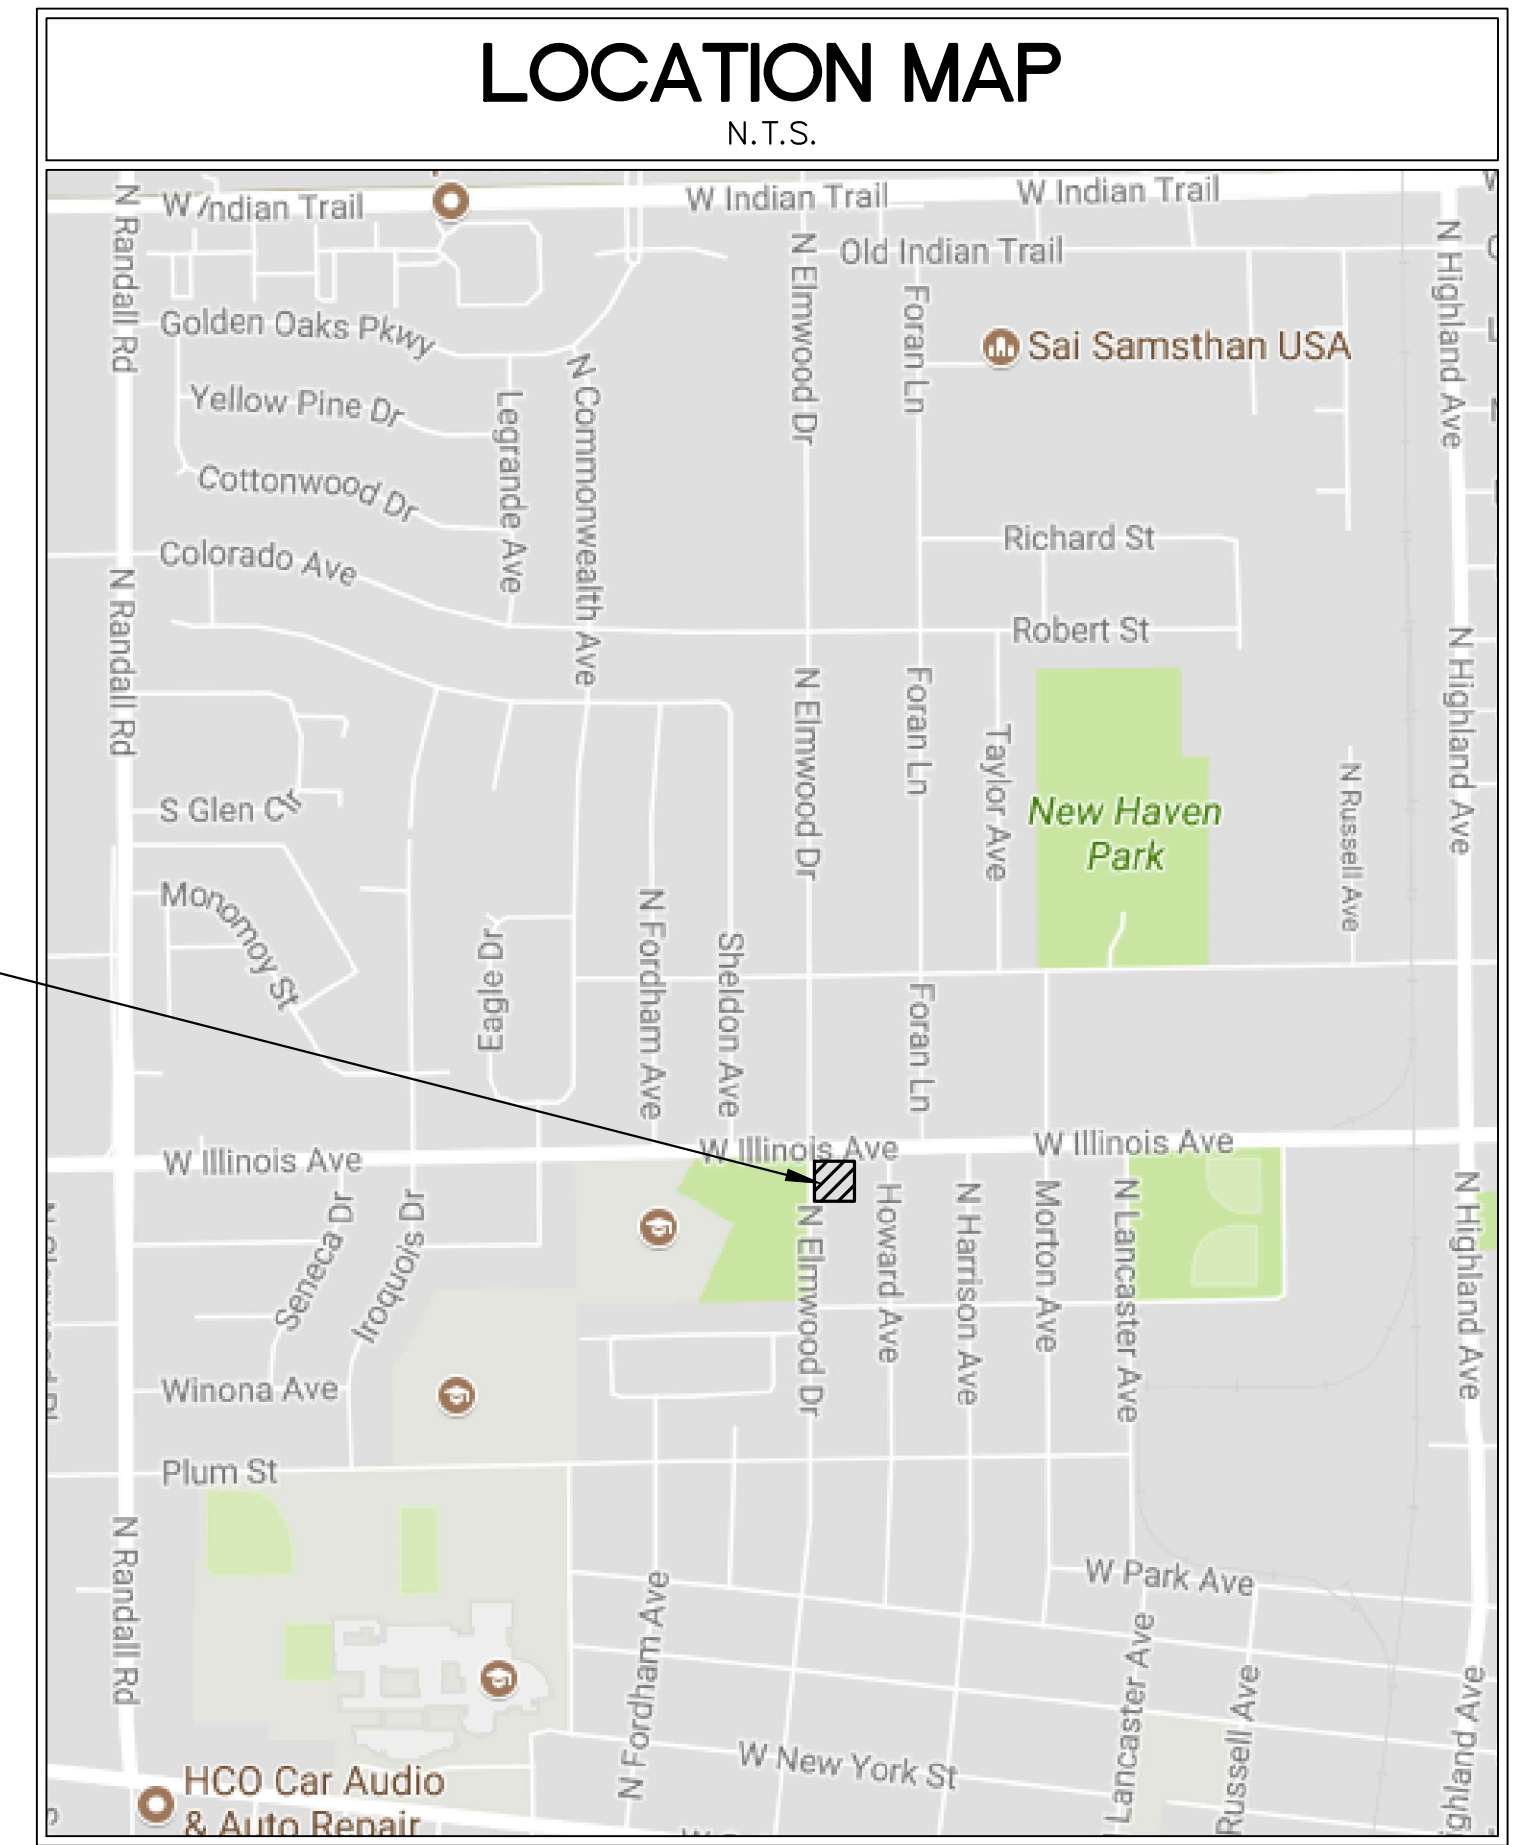 LOCATION MAP
N.T.S.
W Indian Trail
W Indian Trail
W Indian Trail
N Randall Rd
N Elmwood Dr
Old Indian Trail
N Highland Ave
Foran Ln
Golden Oaks Pkwy
Sai Samsthan USA
N Commonwealth Ave
Yellow Pine Dr
Legrande Ave
Cottonwood Dr
Richard St
Colorado Ave
N Randall Rd
Robert St
N Highland Ave
N Elmwood Dr
Foran Ln
Taylor Ave
N Russell Ave
S Glen Cir
New Haven
Park
Monomoy St
N Fordham Ave
Eagle Dr
Sheldon Ave
Foran Ln
W Illinois Ave
W Illinois Ave
W Illinois Ave
Seneca Dr
Iroquois Dr
N Elmwood Dr
Howard Ave
N Harrison Ave
Morton Ave
N Lancaster Ave
N Highland Ave
Winona Ave
Plum St
N Randall Rd
W Park Ave
N Fordham Ave
Lancaster Ave
Russell Ave
ighland Ave
W New York St
HCO Car Audio
& Auto Repair